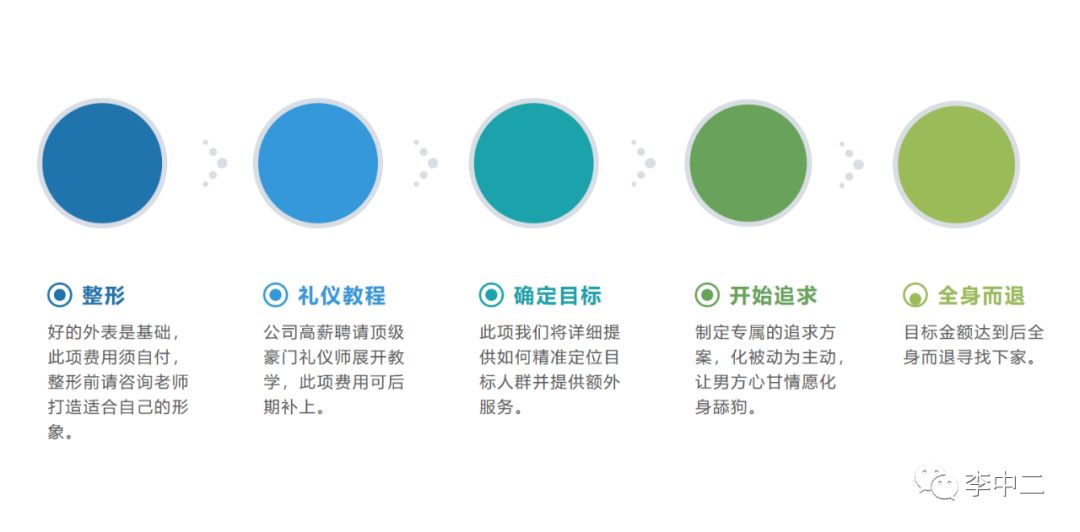 整形
好的外表是基础，
此项费用须自付，
整形前请咨询老师
打造适合自己的形
象。
礼仪教程
公司高薪聘请顶级
豪门礼仪师展开教
学，此项费用可后
期补上。
确定目标
此项我们将详细提
供如何精准定位目
标人群并提供额外
服务。
开始追求
制定专属的追求方
案，化被动为主动，
让男方心甘情愿化
身舔狗。
全身而退
目标金额达到后全
身而退寻找下家。
李中二